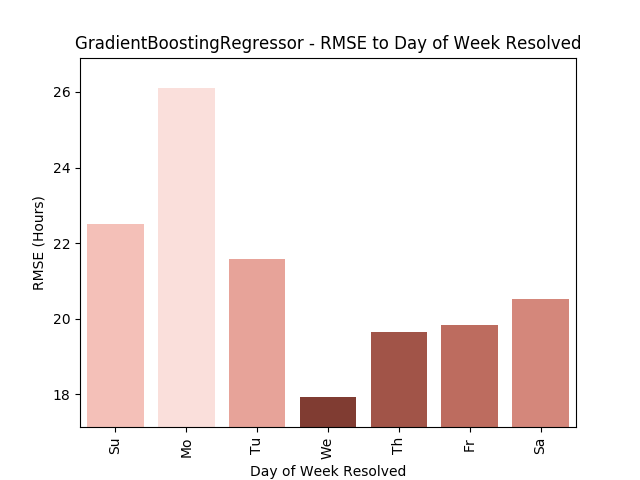 GradientBoostingRegressor - RMSE to Day of Week Resolved
RMSE (Hours)
26
24
22
20
18
Su
Mo
Tu
We
Th
Fr
Sa
Day of Week Resolved